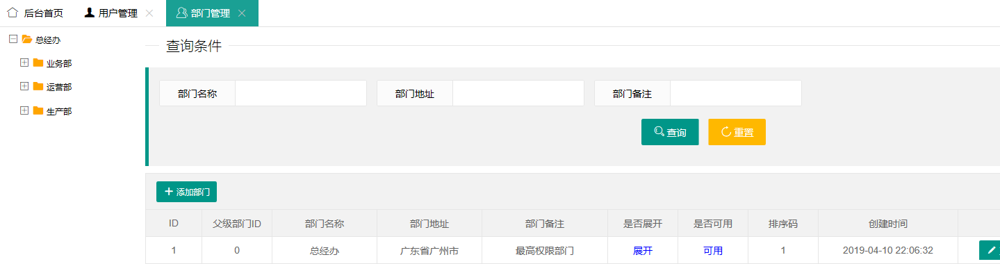 后台首页 用户管理 部门管理
总经办
业务部
运营部
生产部
查询条件
部门名称 部门地址 部门备注
查询 重置
添加部门
ID 父级部门ID 部门名称 部门地址 部门备注 是否展开 是否可用 排序码 创建时间
1 0 总经办 广东省广州市 最高权限部门 展开 可用 1 2019-04-10 22:06:32